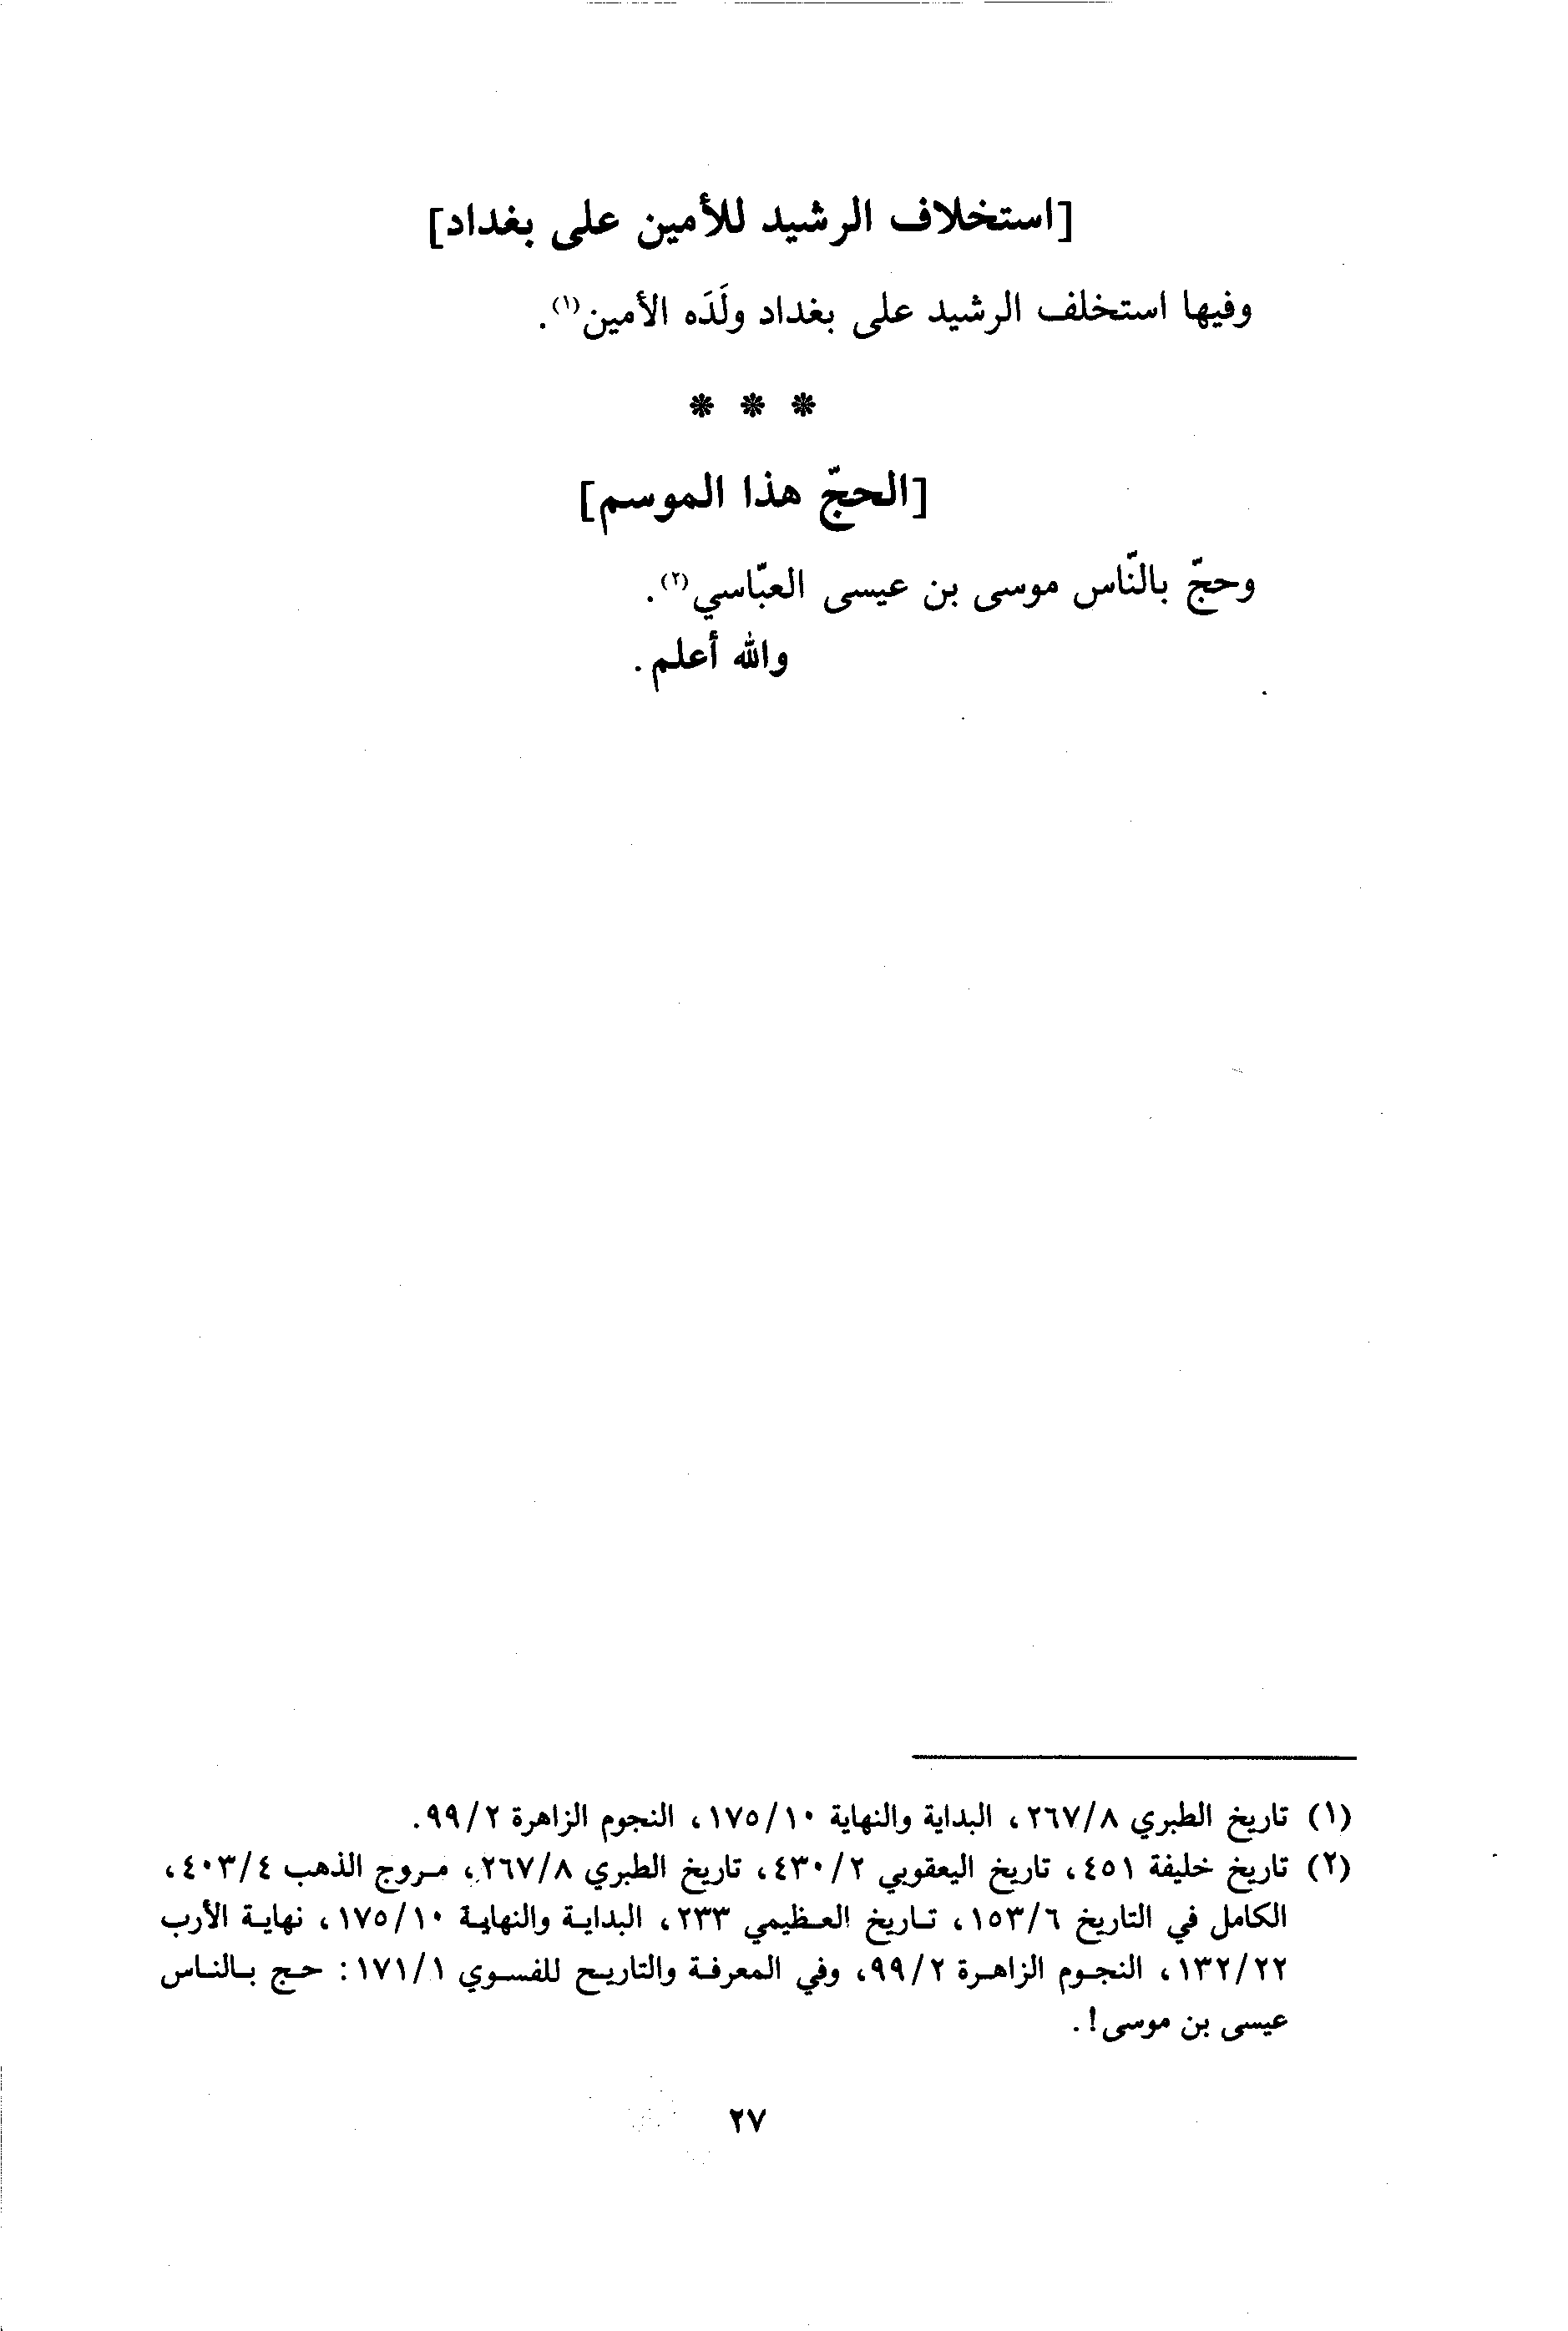 [استخلاف الرشيد للأمين على بغداد]
وفيها استخلف الرشيد على بغداد ولَدَه الأمين(١).
* * *
[الحجّ هذا الموسم]
وحجّ بالنّاس موسى بن عيسى العبّاسي(٢).
والله أعلم.
(١) تاريخ الطبري ٢٦٧/٨، البداية والنهاية ١٧٥/١٠، النجوم الزاهرة ٩٩/٢.
(٢) تاريخ خليفة ٤٥١، تاريخ اليعقوبي ٤٣٠/٢، تاريخ الطبري ٢٦٧/٨، مروج الذهب ٤٠٣/٤،
الكامل في التاريخ ١٥٣/٦، تاريخ العظيمي ٢٣٣، البداية والنهاية ١٧٥/١٠، نهاية الأرب
١٣٢/٢٢، النجوم الزاهرة ٩٩/٢، وفي المعرفة والتاريخ للفسوي ١٧١/١: حج بالناس
عيسى بن موسى!.
٢٧